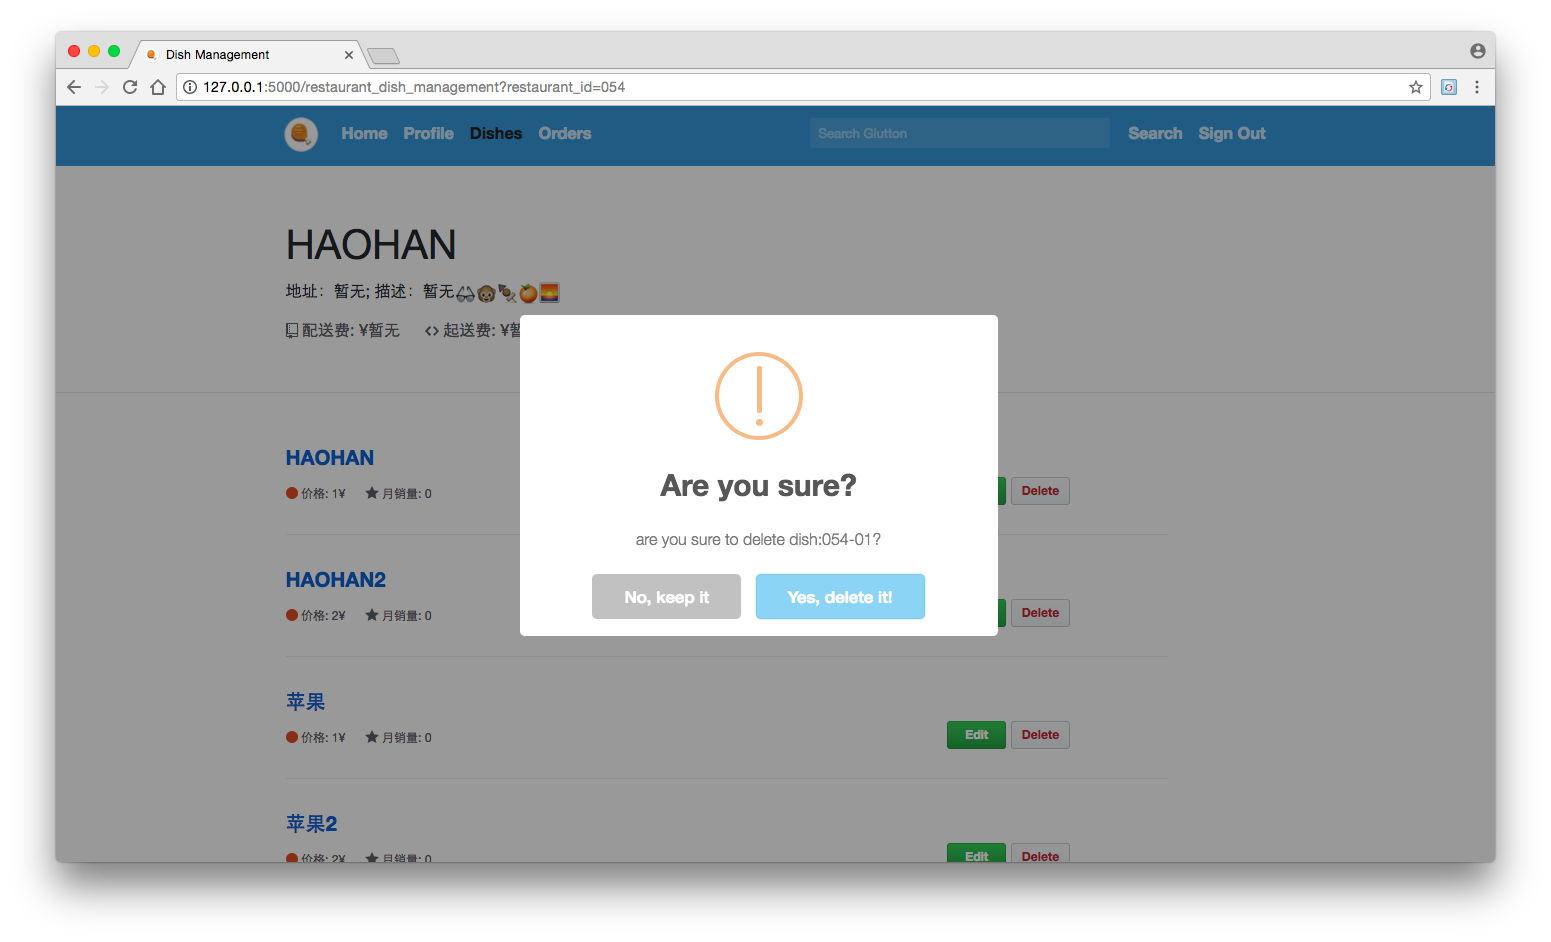 Dish Management
127.0.0.1:5000/restaurant_dish_management?restaurant_id=054
Home Profile Dishes Orders Search Glutton Search Sign Out
HAOHAN
地址：暂无; 描述：暂无
配送费: ¥暂无 起送费: ¥暂
Are you sure?
are you sure to delete dish:054-01?
No, keep it Yes, delete it!
HAOHAN
价格: 1¥ 月销量: 0 Delete
HAOHAN2
价格: 2¥ 月销量: 0 Delete
苹果
价格: 1¥ 月销量: 0 Edit Delete
苹果2
价格: 2¥ 月销量: 0 Edit Delete